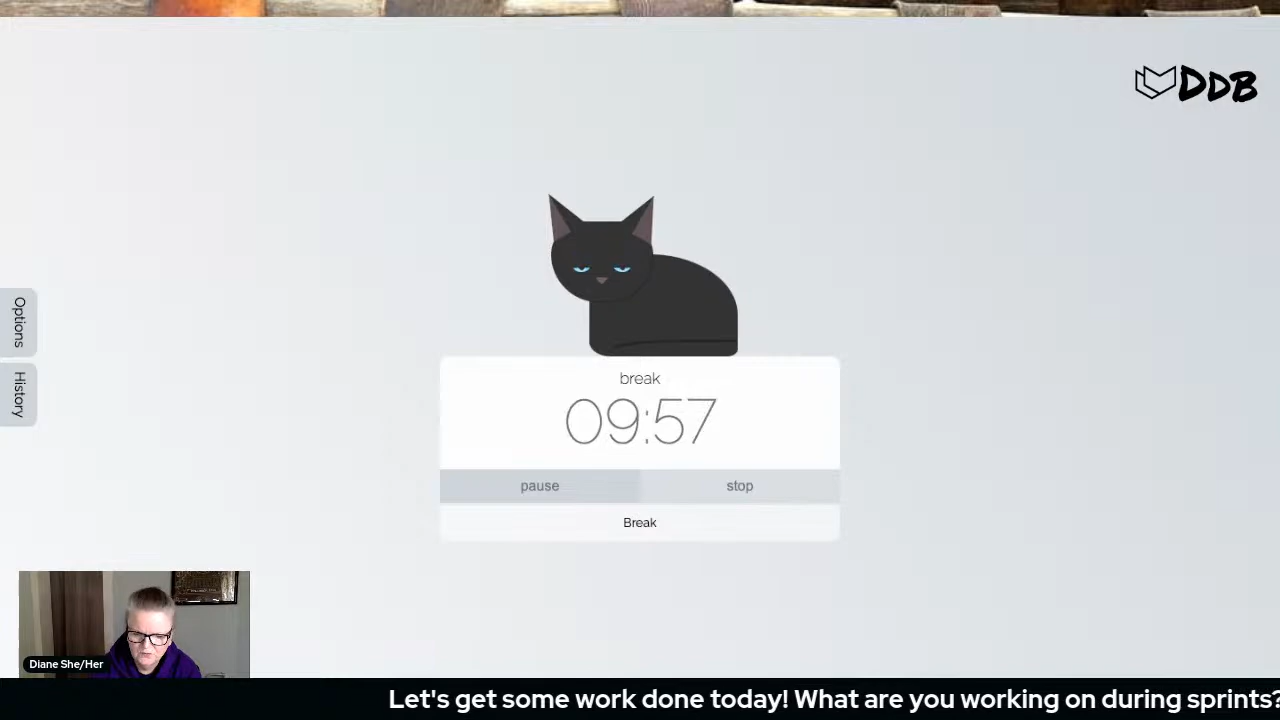 DDB
Options
History
break
09:57
pause
stop
Break
Diane She/Her
Let's get some work done today! What are you working on during sprints?